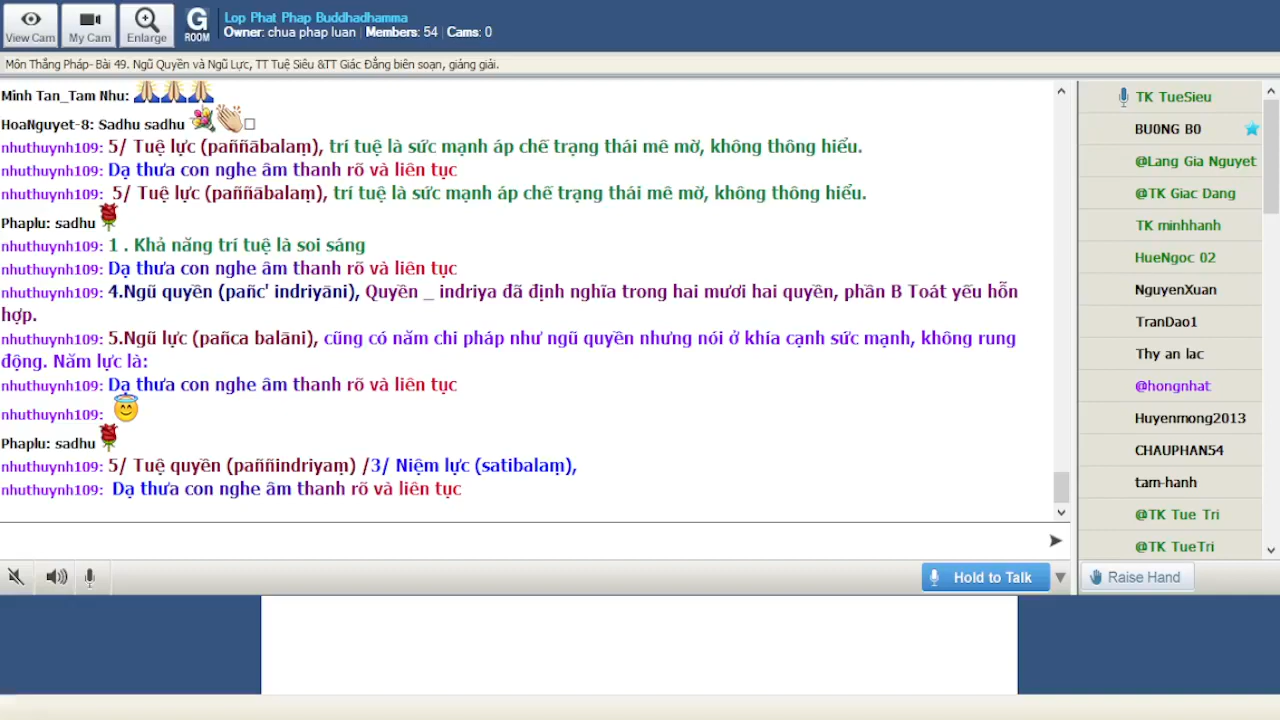 View Cam
My Cam
Enlarge
G
ROOM
Lop Phat Phap Buddhadhamma
Owner: chua phap luan | Members: 54 | Cams: 0
Môn Thắng Pháp- Bài 49. Ngũ Quyền và Ngũ Lực, TT Tuệ Siêu &TT Giác Đẳng biên soạn, giảng giải.
Minh Tan_Tam Nhu:
HoaNguyet-8: Sadhu sadhu
nhuthuynh109: 5/ Tuệ lực (paññābalaṃ), trí tuệ là sức mạnh áp chế trạng thái mê mờ, không thông hiểu.
nhuthuynh109: Dạ thưa con nghe âm thanh rõ và liên tục
nhuthuynh109: 5/ Tuệ lực (paññābalaṃ), trí tuệ là sức mạnh áp chế trạng thái mê mờ, không thông hiểu.
Phaplu: sadhu
nhuthuynh109: 1 . Khả năng trí tuệ là soi sáng
nhuthuynh109: Dạ thưa con nghe âm thanh rõ và liên tục
nhuthuynh109: 4.Ngũ quyền (pañc' indriyāni), Quyền _ indriya đã định nghĩa trong hai mươi hai quyền, phần B Toát yếu hỗn
hợp.
nhuthuynh109: 5.Ngũ lực (pañca balāni), cũng có năm chi pháp như ngũ quyền nhưng nói ở khía cạnh sức mạnh, không rung
động. Năm lực là:
nhuthuynh109: Dạ thưa con nghe âm thanh rõ và liên tục
nhuthuynh109:
Phaplu: sadhu
nhuthuynh109: 5/ Tuệ quyền (paññindriyaṃ) /3/ Niệm lực (satibalaṃ),
nhuthuynh109: Dạ thưa con nghe âm thanh rõ và liên tục
Hold to Talk
TK TueSieu
BU0NG B0
@Lang Gia Nguyet
@TK Giac Dang
TK minhhanh
HueNgoc 02
NguyenXuan
TranDao1
Thy an lac
@hongnhat
Huyenmong2013
CHAUPHAN54
tam-hanh
@TK Tue Tri
@TK TueTri
Raise Hand